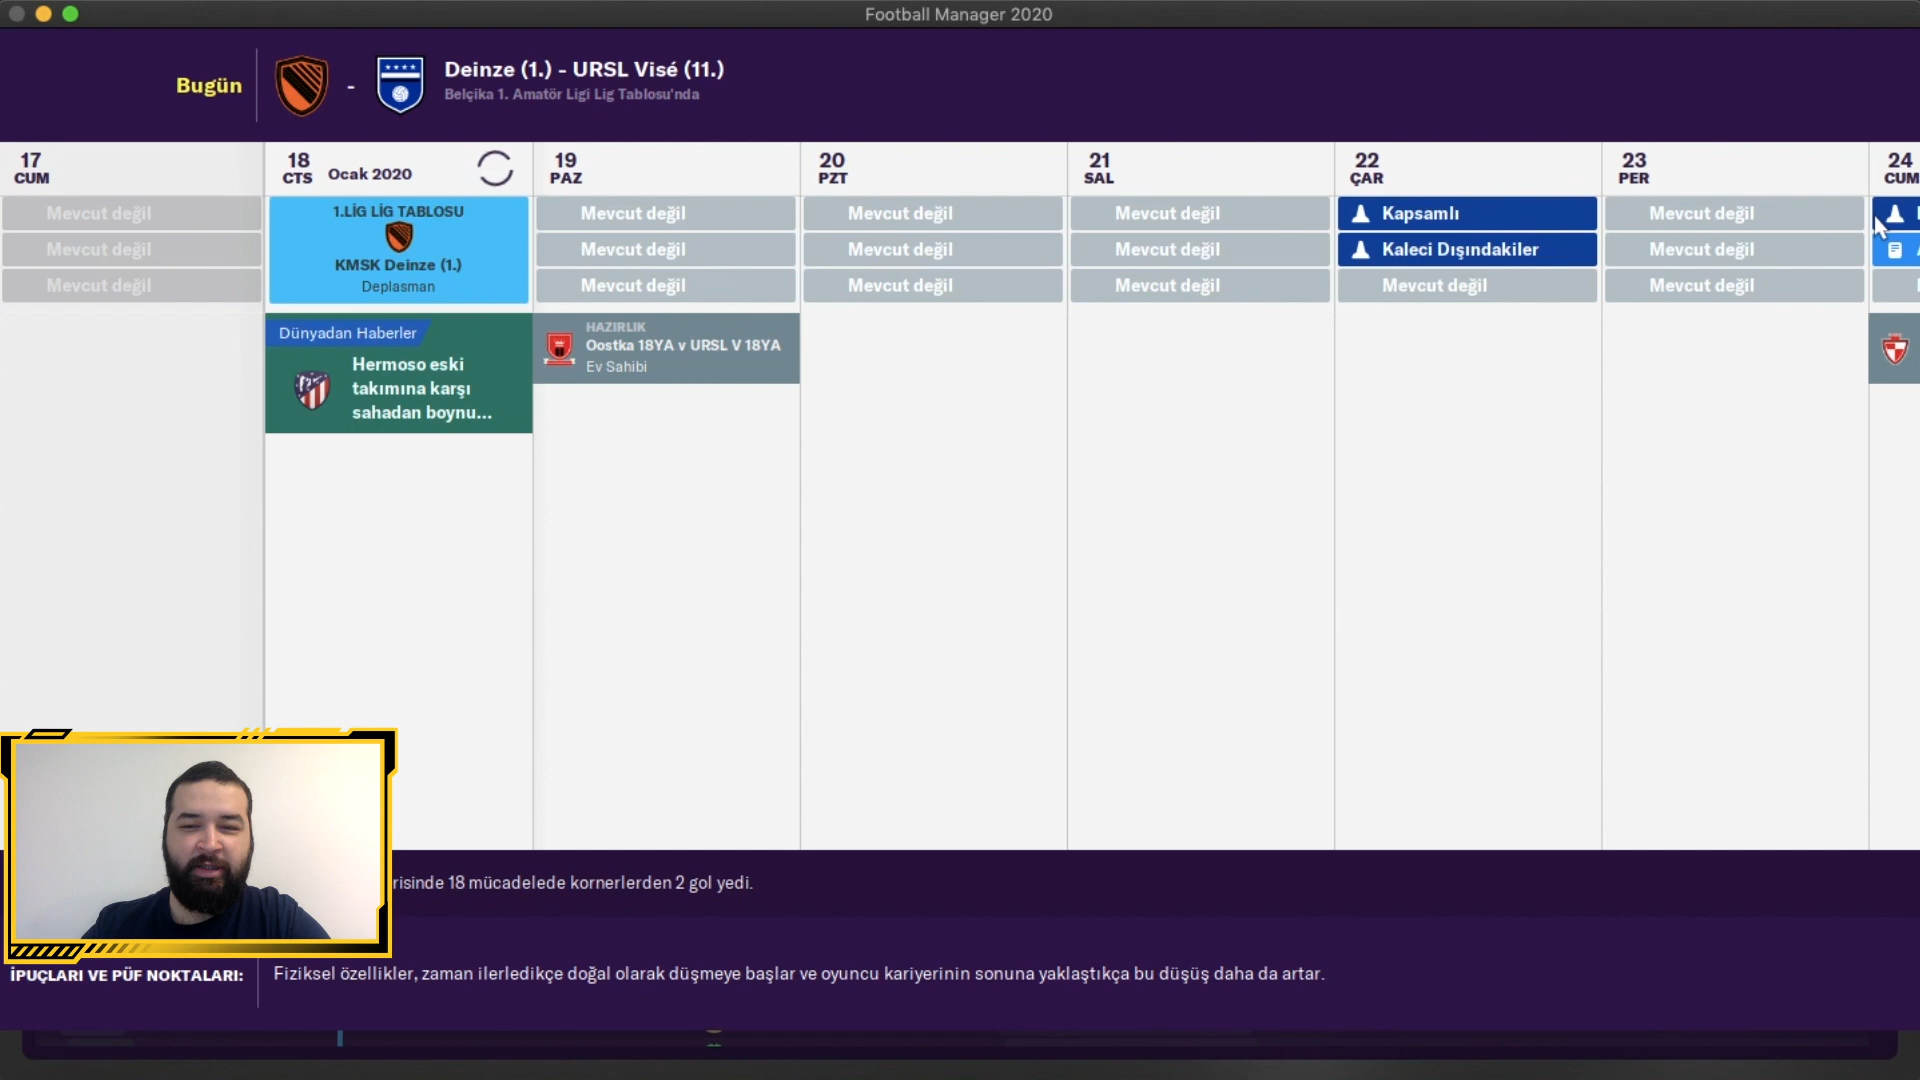 Football Manager 2020
Bugün
-
Deinze (1.) - URSL Visé (11.)
Belçika 1. Amatör Ligi Lig Tablosu'nda
17
CUM
18
CTS
Ocak 2020
19
PAZ
20
PZT
21
SAL
22
ÇAR
23
PER
24
CUM
Mevcut değil
Mevcut değil
Mevcut değil
1.LİG LİG TABLOSU
KMSK Deinze (1.)
Deplasman
Mevcut değil
Mevcut değil
Mevcut değil
Mevcut değil
Mevcut değil
Mevcut değil
Mevcut değil
Mevcut değil
Mevcut değil
Kapsamlı
Kaleci Dışındakiler
Mevcut değil
Mevcut değil
Mevcut değil
Mevcut değil
Dünyadan Haberler
Hermoso eski
takımına karşı
sahadan boynu...
HAZIRLIK
Oostka 18YA v URSL V 18YA
Ev Sahibi
18 mücadelede kornerlerden 2 gol yedi.
İPUÇLARI VE PÜF NOKTALARI:
Fiziksel özellikler, zaman ilerledikçe doğal olarak düşmeye başlar ve oyuncu kariyerinin sonuna yaklaştıkça bu düşüş daha da artar.